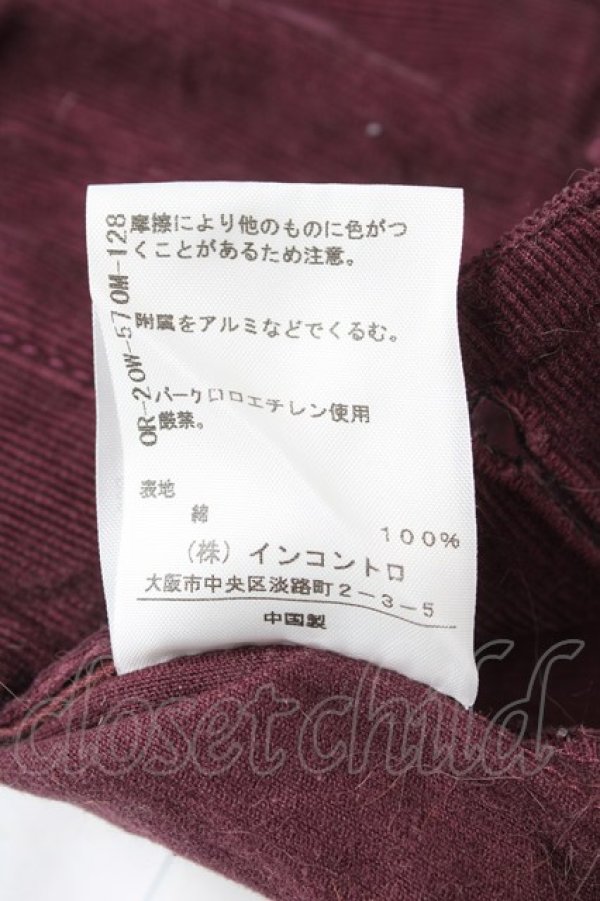 摩擦により他のものに色がつ
くことがあるため注意。
附属をアルミなどでくるむ。
パークロロエチレン使用
厳禁。
表地
綿
100%
(株) インコントロ
大阪市中央区淡路町2-3-5
中国製
OR-20W-570M-128
closet child